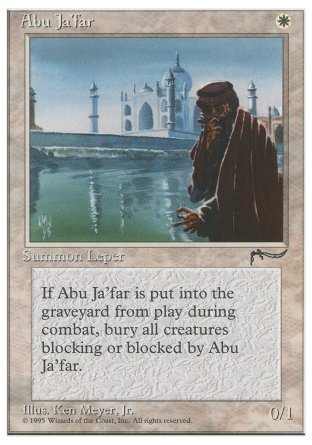 Abu Ja'far
KM
93
Summon Leper
If Abu Ja'far is put into the
graveyard from play during
combat, bury all creatures
blocking or blocked by Abu
Ja'far.
Illus. Ken Meyer, Jr.
© 1995 Wizards of the Coast, Inc. All rights reserved.
0/1